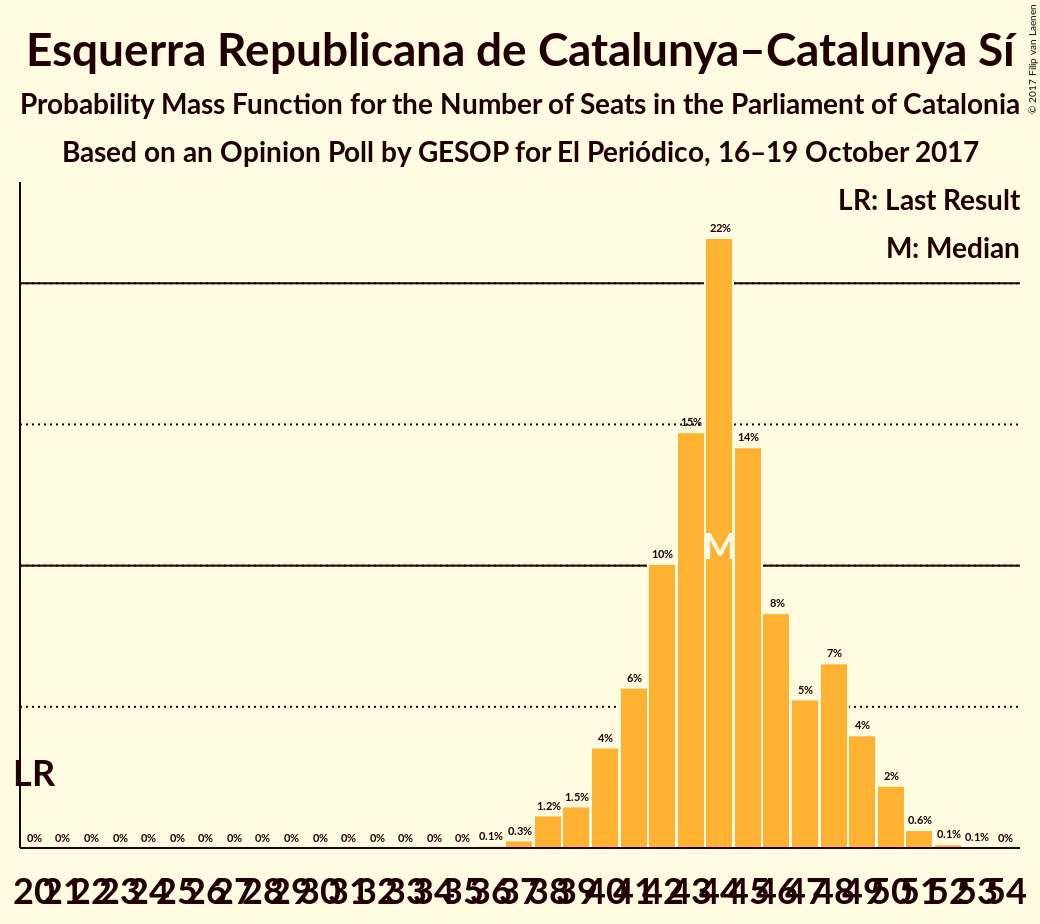 Esquerra Republicana de Catalunya–Catalunya Sí
Probability Mass Function for the Number of Seats in the Parliament of Catalonia
Based on an Opinion Poll by GESOP for El Periódico, 16–19 October 2017
© 2017 Filip van Laenen
LR: Last Result
M: Median
22%
15%
14%
10%
M
8%
7%
6%
5%
4%
4%
LR
2%
1.2%
1.5%
0% 0% 0% 0% 0% 0% 0% 0% 0% 0% 0% 0% 0% 0% 0% 0% 0.1% 0.3% 0.6% 0.1% 0.1% 0%
20 21 22 23 24 25 26 27 28 29 30 31 32 33 34 35 36 37 38 39 40 41 42 43 44 45 46 47 48 49 50 51 52 53 54